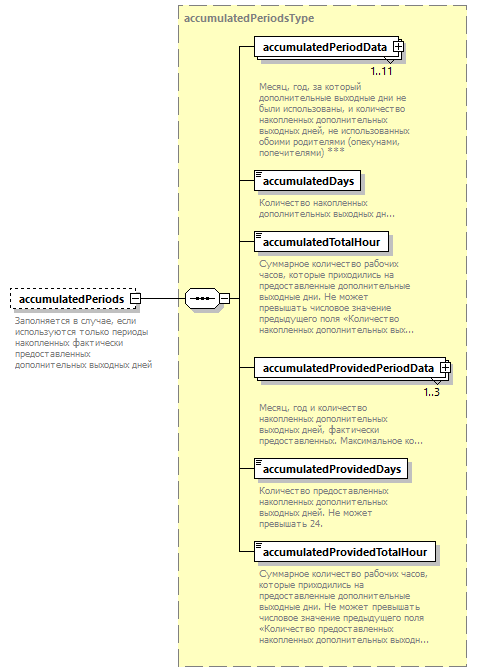 accumulatedPeriodsType
accumulatedPeriodData
1..11
Месяц, год, за который
дополнительные выходные дни не
были использованы, и количество
накопленных дополнительных
выходных дней, не использованных
обоими родителями (опекунами,
попечителями) ***
accumulatedDays
Количество накопленных
дополнительных выходных дн...
accumulatedTotalHour
Суммарное количество рабочих
часов, которые приходились на
предоставленные дополнительные
выходные дни. Не может
превышать числовое значение
предыдущего поля «Количество
накопленных дополнительных вых...
accumulatedPeriods
Заполняется в случае, если
используются только периоды
накопленных фактически
предоставленных
дополнительных выходных дней
accumulatedProvidedPeriodData
1..3
Месяц, год и количество
накопленных дополнительных
выходных дней, фактически
предоставленных. Максимальное ко...
accumulatedProvidedDays
Количество предоставленных
накопленных дополнительных
выходных дней. Не может
превышать 24.
accumulatedProvidedTotalHour
Суммарное количество рабочих часов,
которые приходились на
предоставленные дополнительные
выходные дни. Не может превышать
числовое значение предыдущего поля
«Количество предоставленных
накопленных дополнительных выходн...